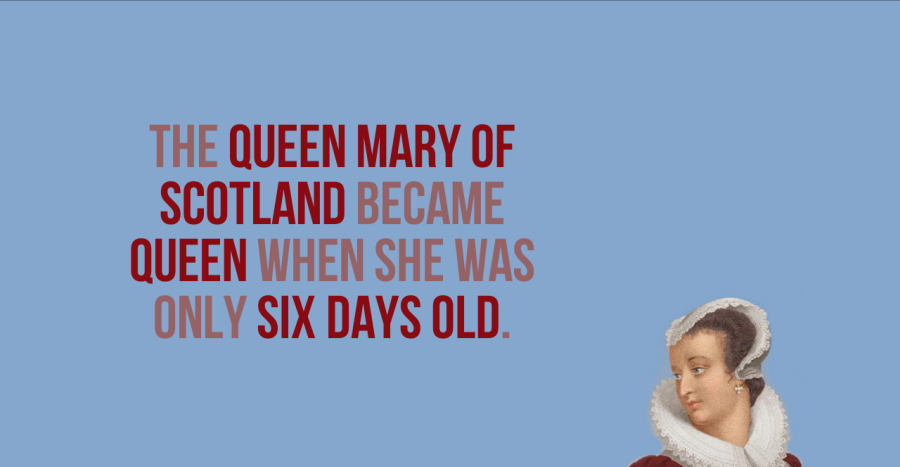 THE QUEEN MARY OF
SCOTLAND BECAME
QUEEN WHEN SHE WAS
ONLY SIX DAYS OLD.